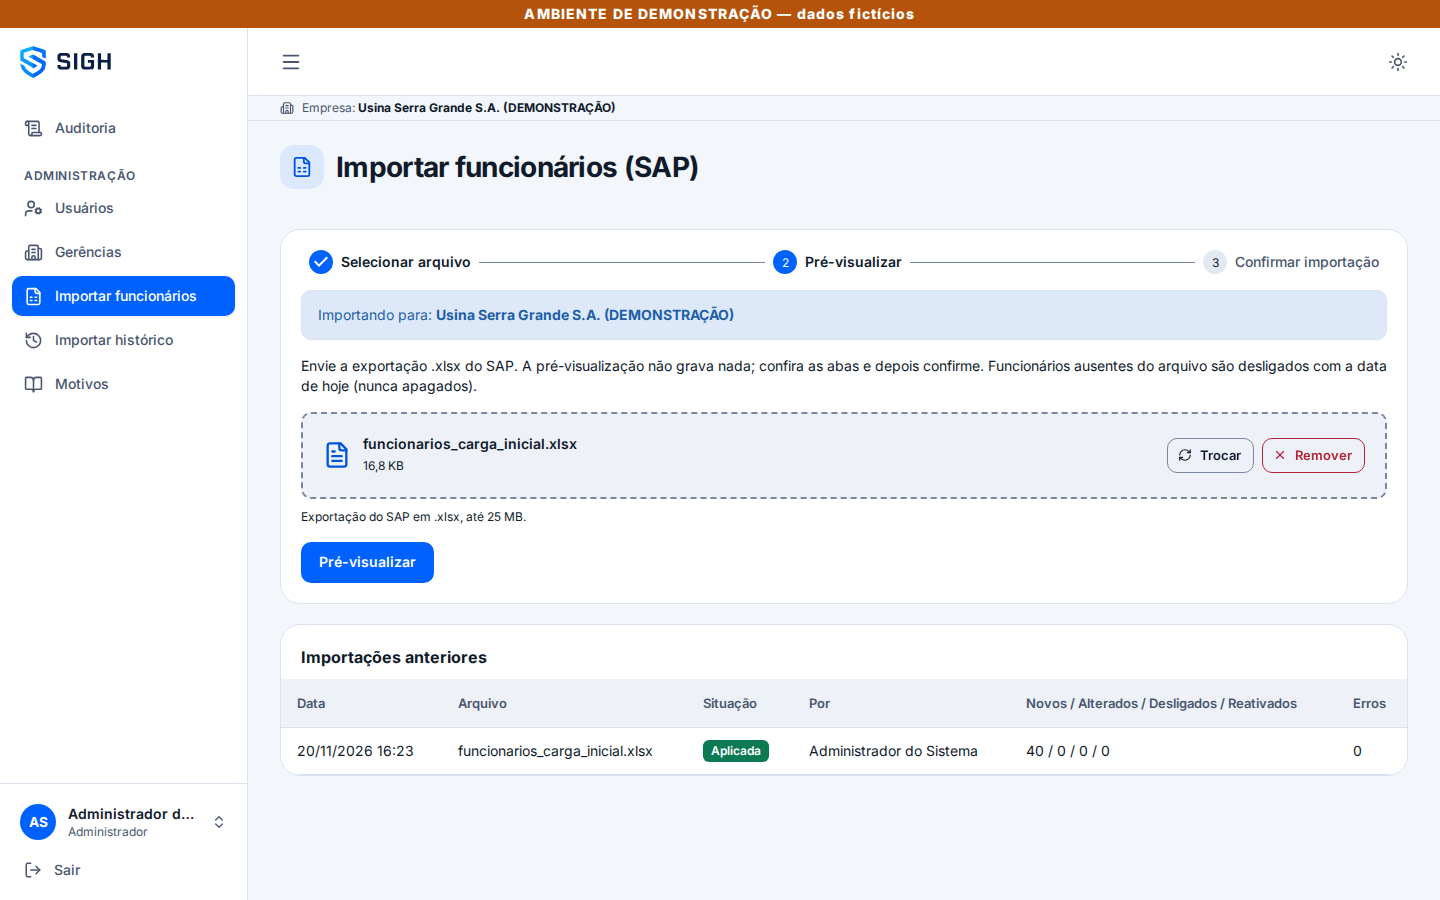 AMBIENTE DE DEMONSTRAÇÃO — dados fictícios
SIGH
Auditoria
ADMINISTRAÇÃO
Usuários
Gerências
Importar funcionários
Importar histórico
Motivos
Administrador d...
AS
Administrador
Sair
Empresa: Usina Serra Grande S.A. (DEMONSTRAÇÃO)
Importar funcionários (SAP)
Selecionar arquivo
2 Pré-visualizar
3 Confirmar importação
Importando para: Usina Serra Grande S.A. (DEMONSTRAÇÃO)
Envie a exportação .xlsx do SAP. A pré-visualização não grava nada; confira as abas e depois confirme. Funcionários ausentes do arquivo são desligados com a data
de hoje (nunca apagados).
funcionarios_carga_inicial.xlsx
16,8 KB
Trocar
Remover
Exportação do SAP em .xlsx, até 25 MB.
Pré-visualizar
Importações anteriores
Data Arquivo Situação Por Novos / Alterados / Desligados / Reativados Erros
20/11/2026 16:23 funcionarios_carga_inicial.xlsx Aplicada Administrador do Sistema 40 / 0 / 0 / 0 0